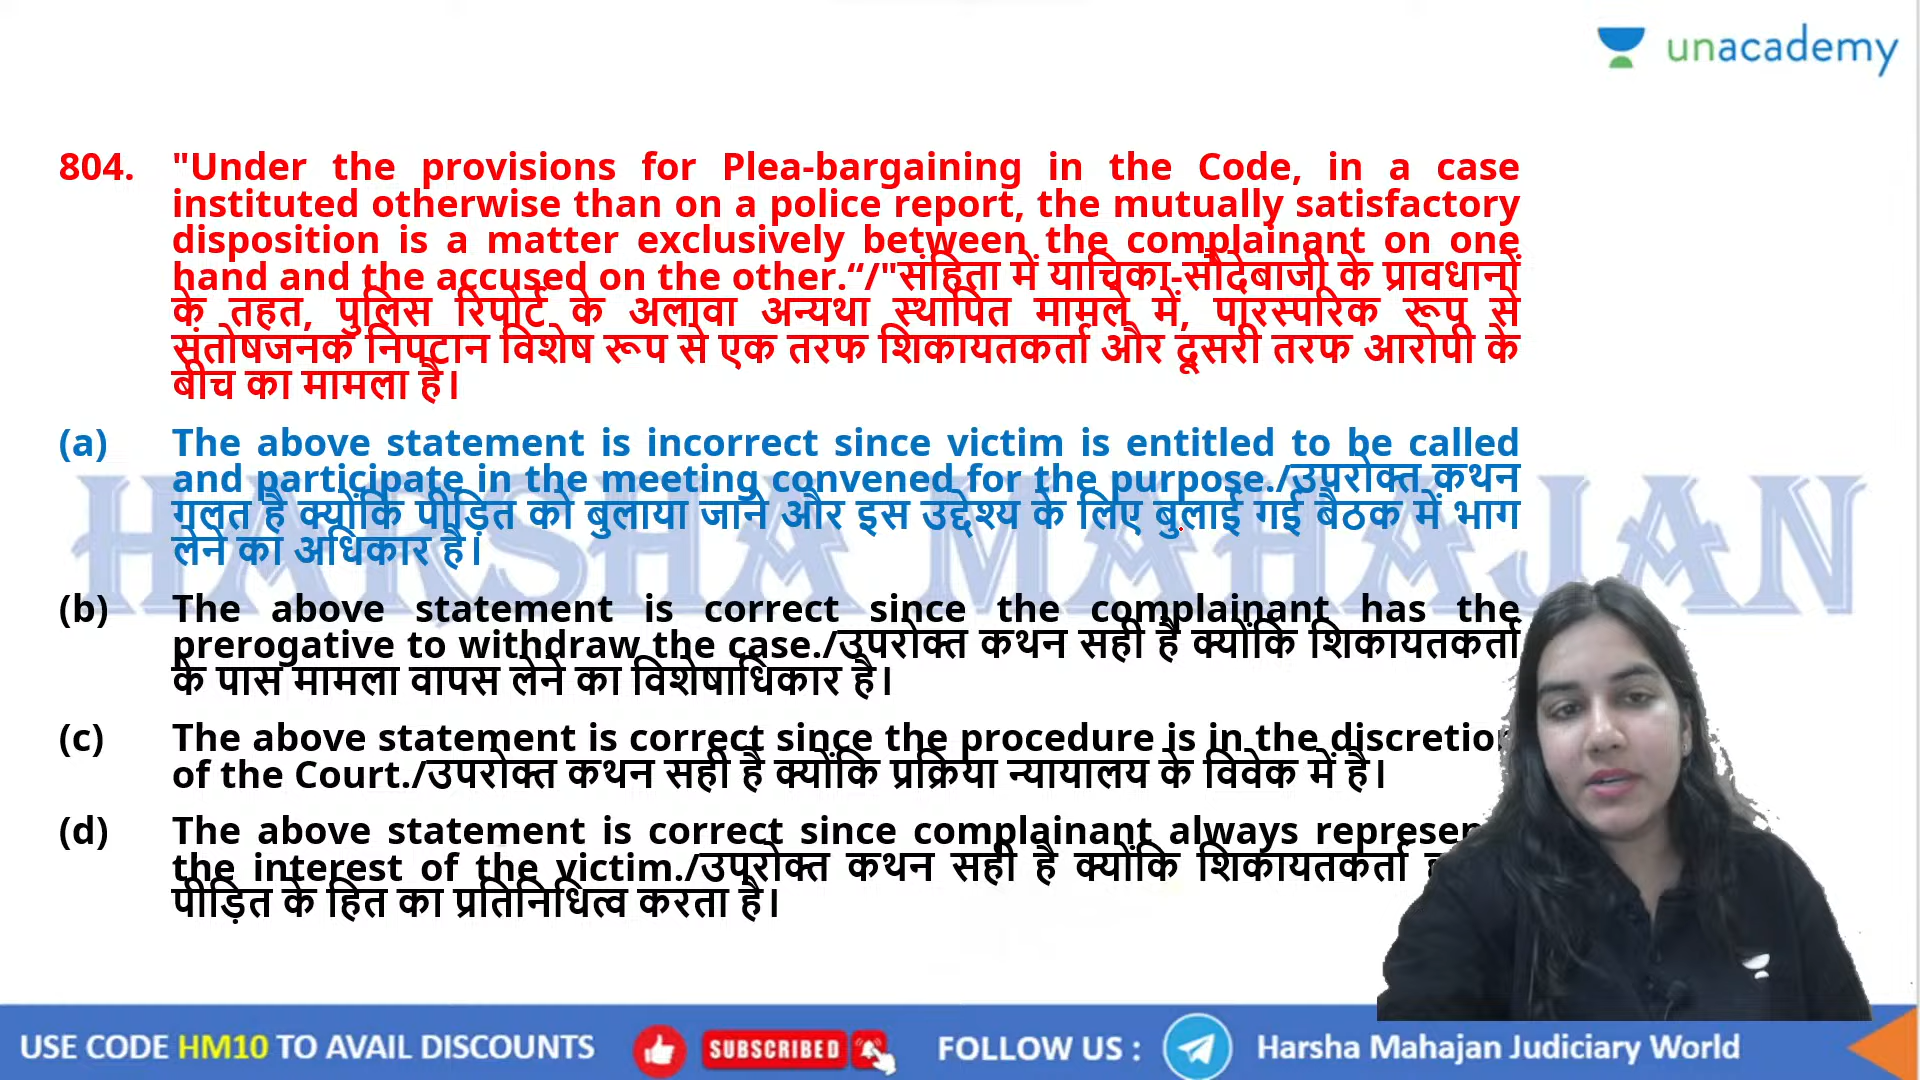 unacademy
804. "Under the provisions for Plea-bargaining in the Code, in a case
instituted otherwise than on a police report, the mutually satisfactory
disposition is a matter exclusively between the complainant on one
hand and the accused on the other.“/"संहिता में याचिका-सौदेबाजी के प्रावधानों
के तहत, पुलिस रिपोर्ट के अलावा अन्यथा स्थापित मामले में, पारस्परिक रूप से
संतोषजनक निपटान विशेष रूप से एक तरफ शिकायतकर्ता और दूसरी तरफ आरोपी के
बीच का मामला है।
(a) The above statement is incorrect since victim is entitled to be called
and participate in the meeting convened for the purpose./उपरोक्त कथन
गलत है क्योंकि पीड़ित को बुलाया जाने और इस उद्देश्य के लिए बुलाई गई बैठक में भाग
लेने का अधिकार है।
HARSHA MAHAJAN
(b) The above statement is correct since the complainant has the
prerogative to withdraw the case./उपरोक्त कथन सही है क्योंकि शिकायतकर्ता
के पास मामला वापस लेने का विशेषाधिकार है।
(c) The above statement is correct since the procedure is in the discretion
of the Court./उपरोक्त कथन सही है क्योंकि प्रक्रिया न्यायालय के विवेक में है।
(d) The above statement is correct since complainant always
the interest of the victim./उपरोक्त कथन सही है क्योंकि शिकायतकर्ता
पीड़ित के हित का प्रतिनिधित्व करता है।
USE CODE HM10 TO AVAIL DISCOUNTS
SUBSCRIBED
FOLLOW US :
Harsha Mahajan Judiciary World